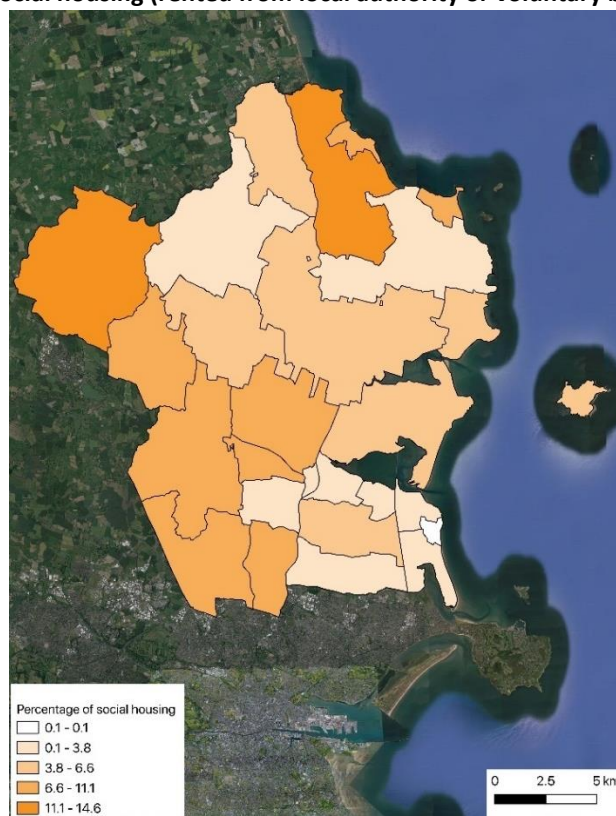 ocial housing (rented from local authority or voluntary b
Percentage of social housing
0.1 - 0.1
0.1 - 3.8
3.8 - 6.6
6.6 - 11.1
11.1 - 14.6
0 2.5 5 km